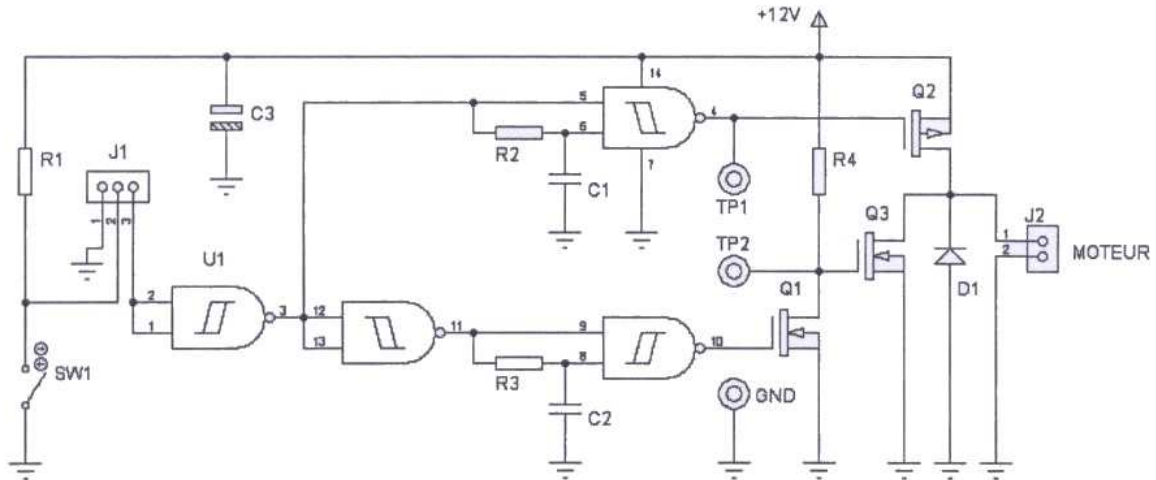 +12V
14
Q2
5
4
C3
6
R1
J1
R2
7
R4
C1
TP1
Q3
J2
1 2 3
TP2
1
MOTEUR
2
U1
Q1
D1
2
3
12
11
9
1
13
8
10
SW1
R3
GND
C2